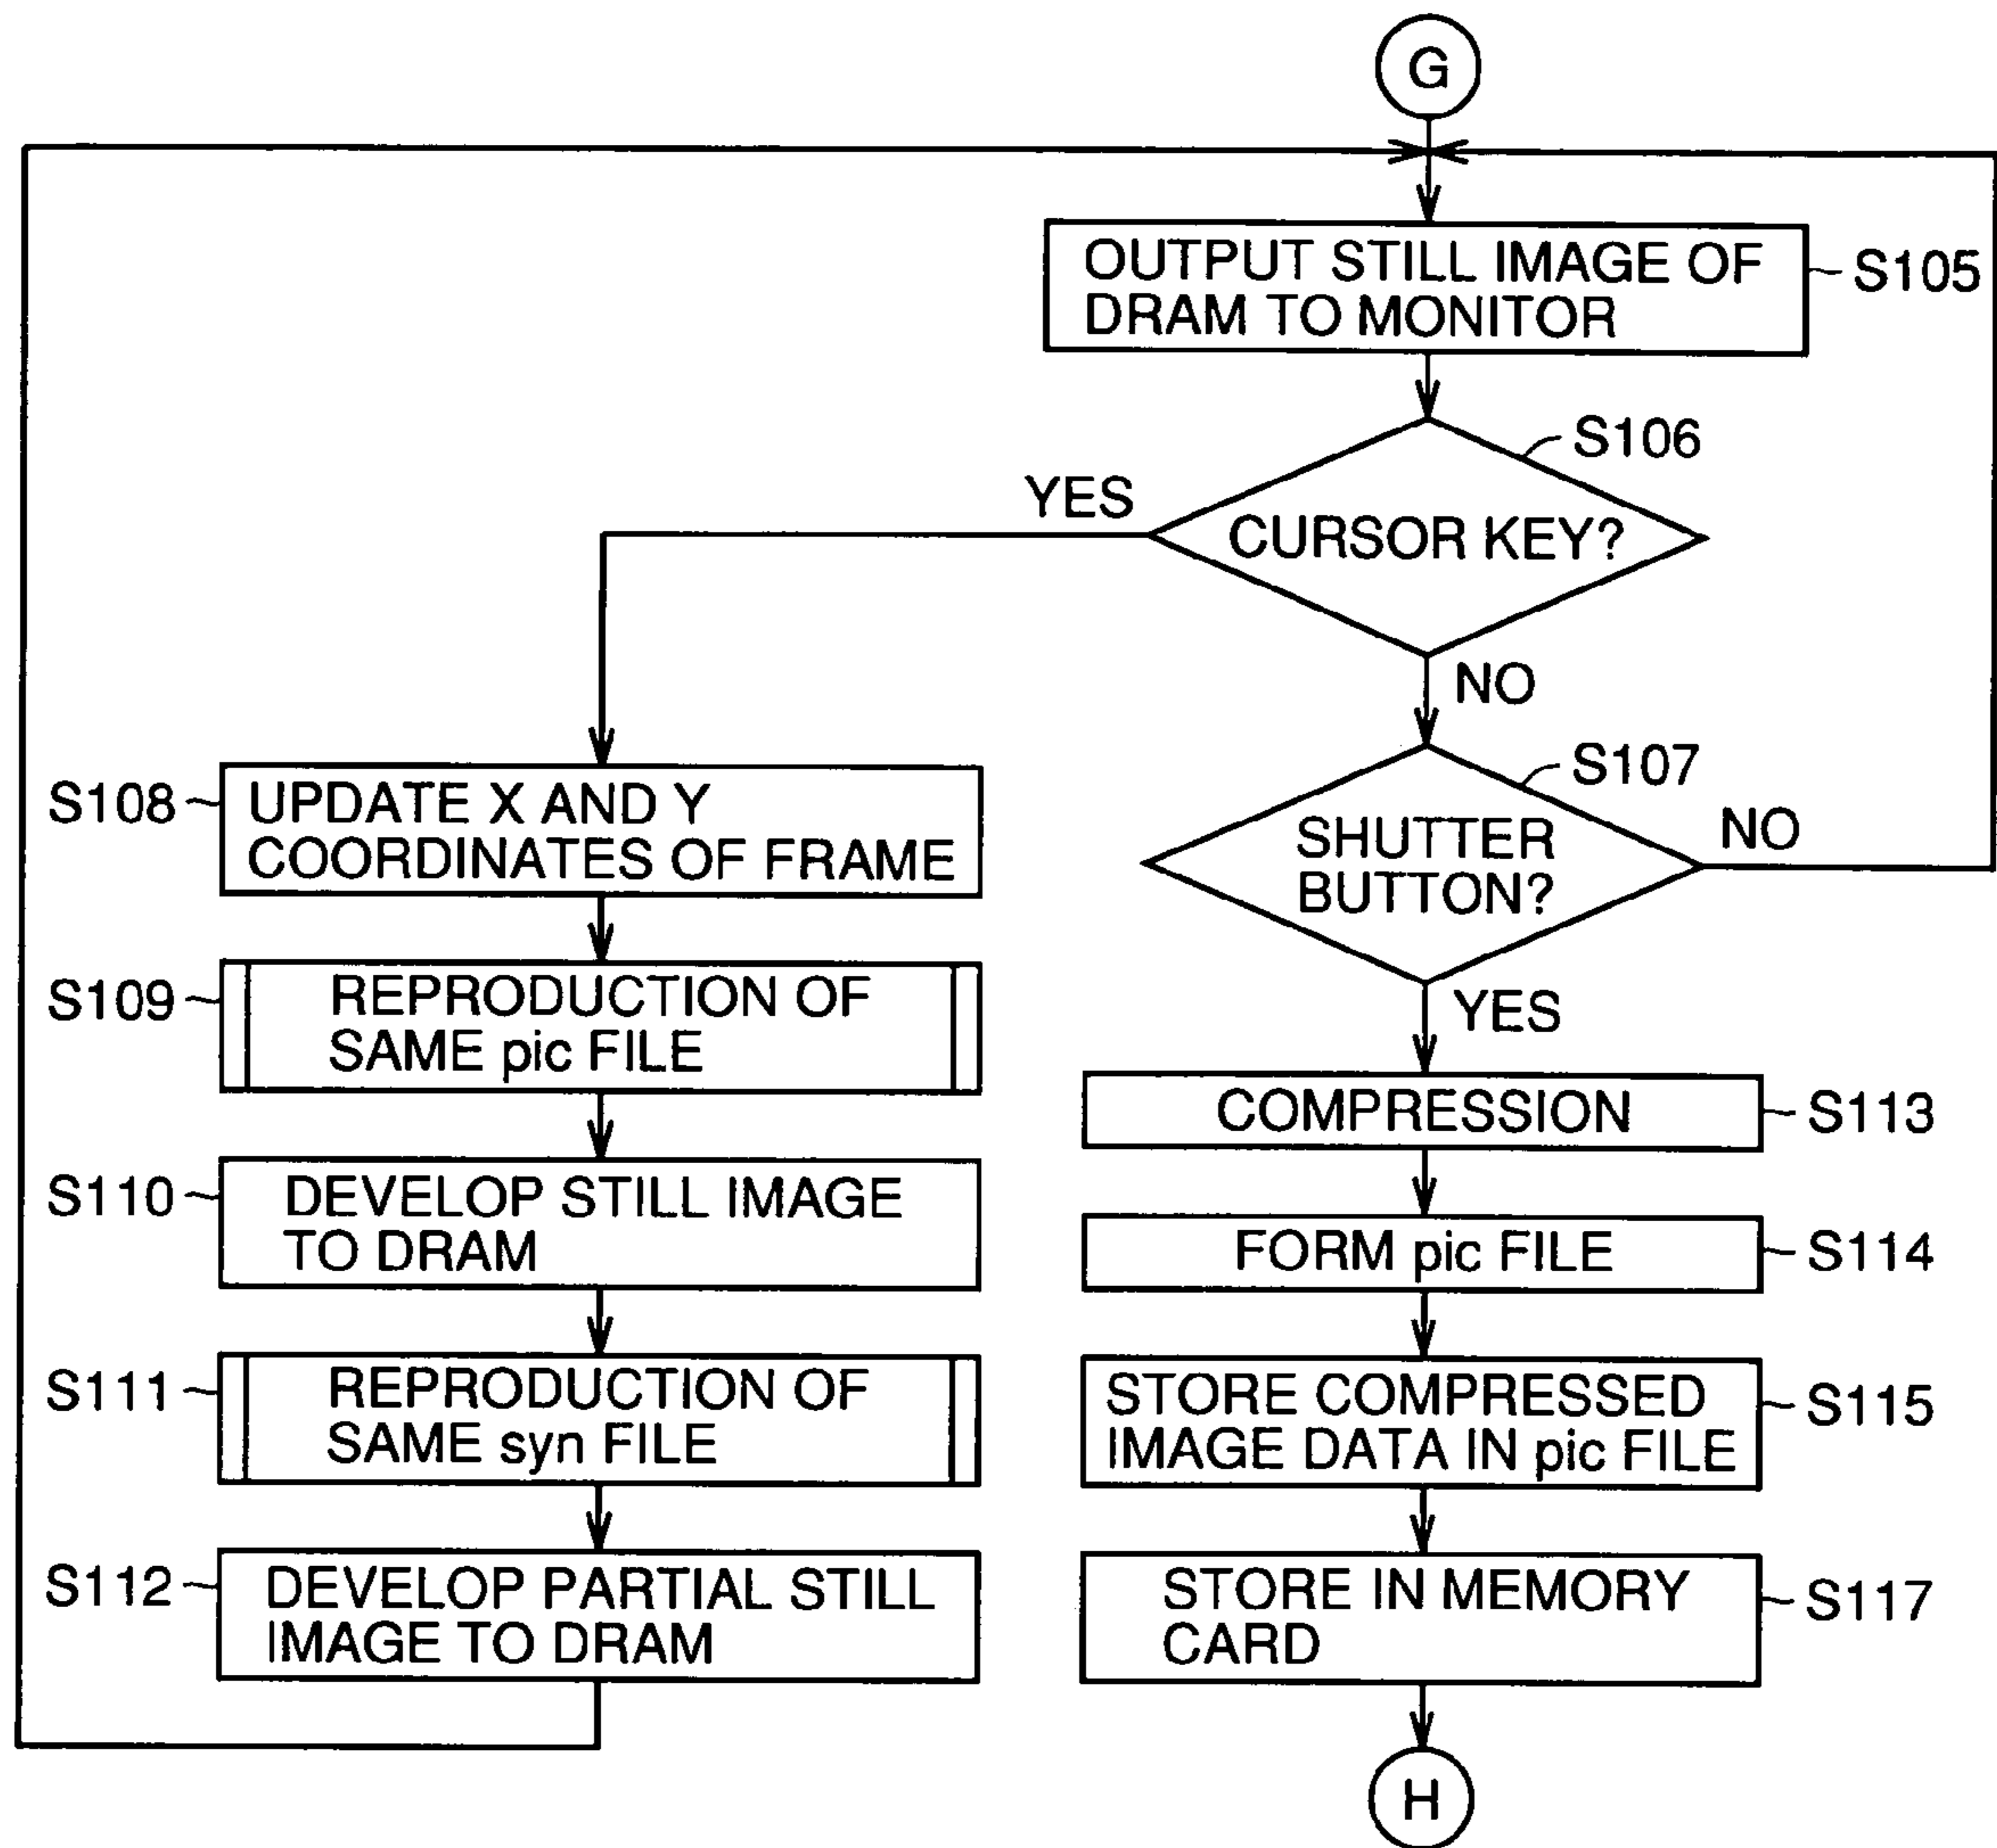 G
OUTPUT STILL IMAGE OF
DRAM TO MONITOR
S105
S106
CURSOR KEY?
YES
NO
S107
SHUTTER
BUTTON?
NO
YES
S108
UPDATE X AND Y
COORDINATES OF FRAME
S109
REPRODUCTION OF
SAME pic FILE
S110
DEVELOP STILL IMAGE
TO DRAM
S111
REPRODUCTION OF
SAME syn FILE
S112
DEVELOP PARTIAL STILL
IMAGE TO DRAM
COMPRESSION
S113
FORM pic FILE
S114
STORE COMPRESSED
IMAGE DATA IN pic FILE
S115
STORE IN MEMORY
CARD
S117
H